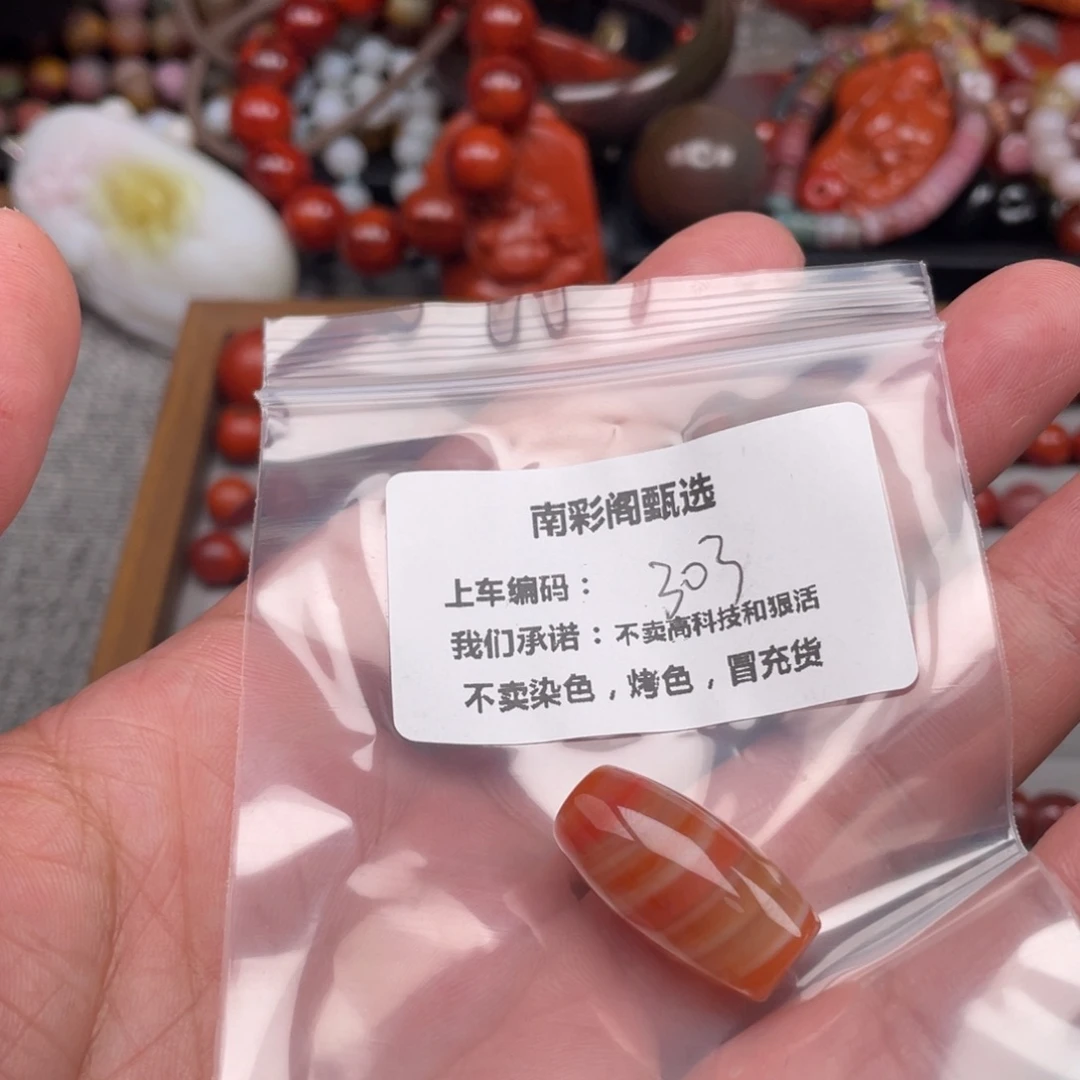 南彩阁甄选
上车编码：303
我们承诺：不卖高科技和狠活
不卖染色，烤色，冒充货